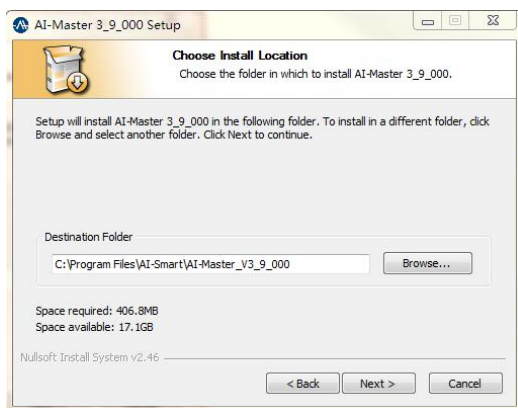 AI-Master 3_9_000 Setup
Choose Install Location
Choose the folder in which to install AI-Master 3_9_000.
Setup will install AI-Master 3_9_000 in the following folder. To install in a different folder, click
Browse and select another folder. Click Next to continue.
Destination Folder
C:\Program Files\AI-Smart\AI-Master_V3_9_000
Browse...
Space required: 406.8MB
Space available: 17.1GB
Nullsoft Install System v2.46
< Back Next > Cancel